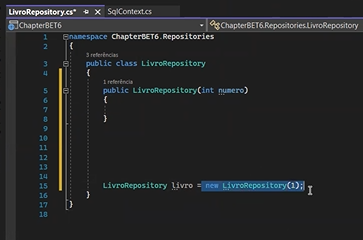 LivroRepository.cs* SqlContext.cs
ChapterBET6 ChapterBET6.Repositories.LivroRepository
1 namespace ChapterBET6.Repositories
2 {
3 referências
3 public class LivroRepository
4 {
1 referência
5 public LivroRepository(int numero)
6 {
7
8 }
9
10
11
12
13
14
15 LivroRepository livro = new LivroRepository(1);
16 }
17 }
18